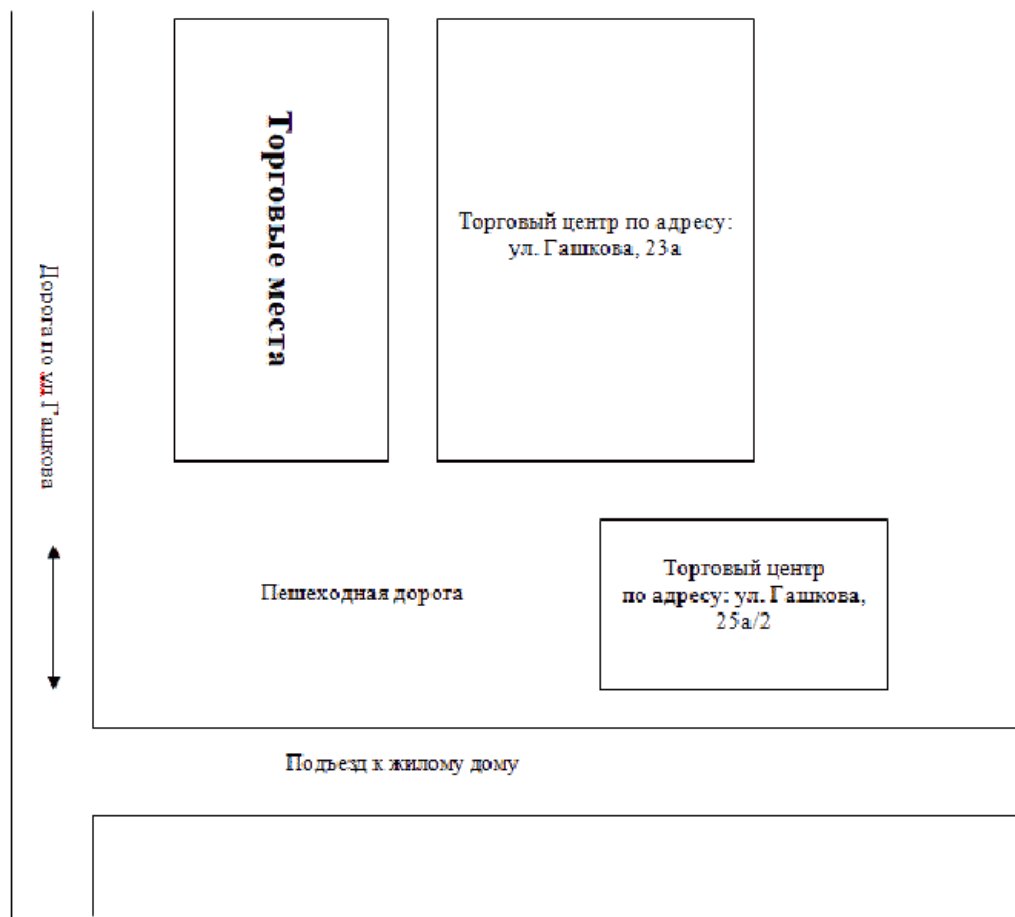 Торговые места
Торговый центр по адресу:
ул. Гашкова, 23а
Дорога по ул Гашкова
Пешеходная дорога
Торговый центр
по адресу: ул. Гашкова,
25а/2
Подъезд к жилому дому